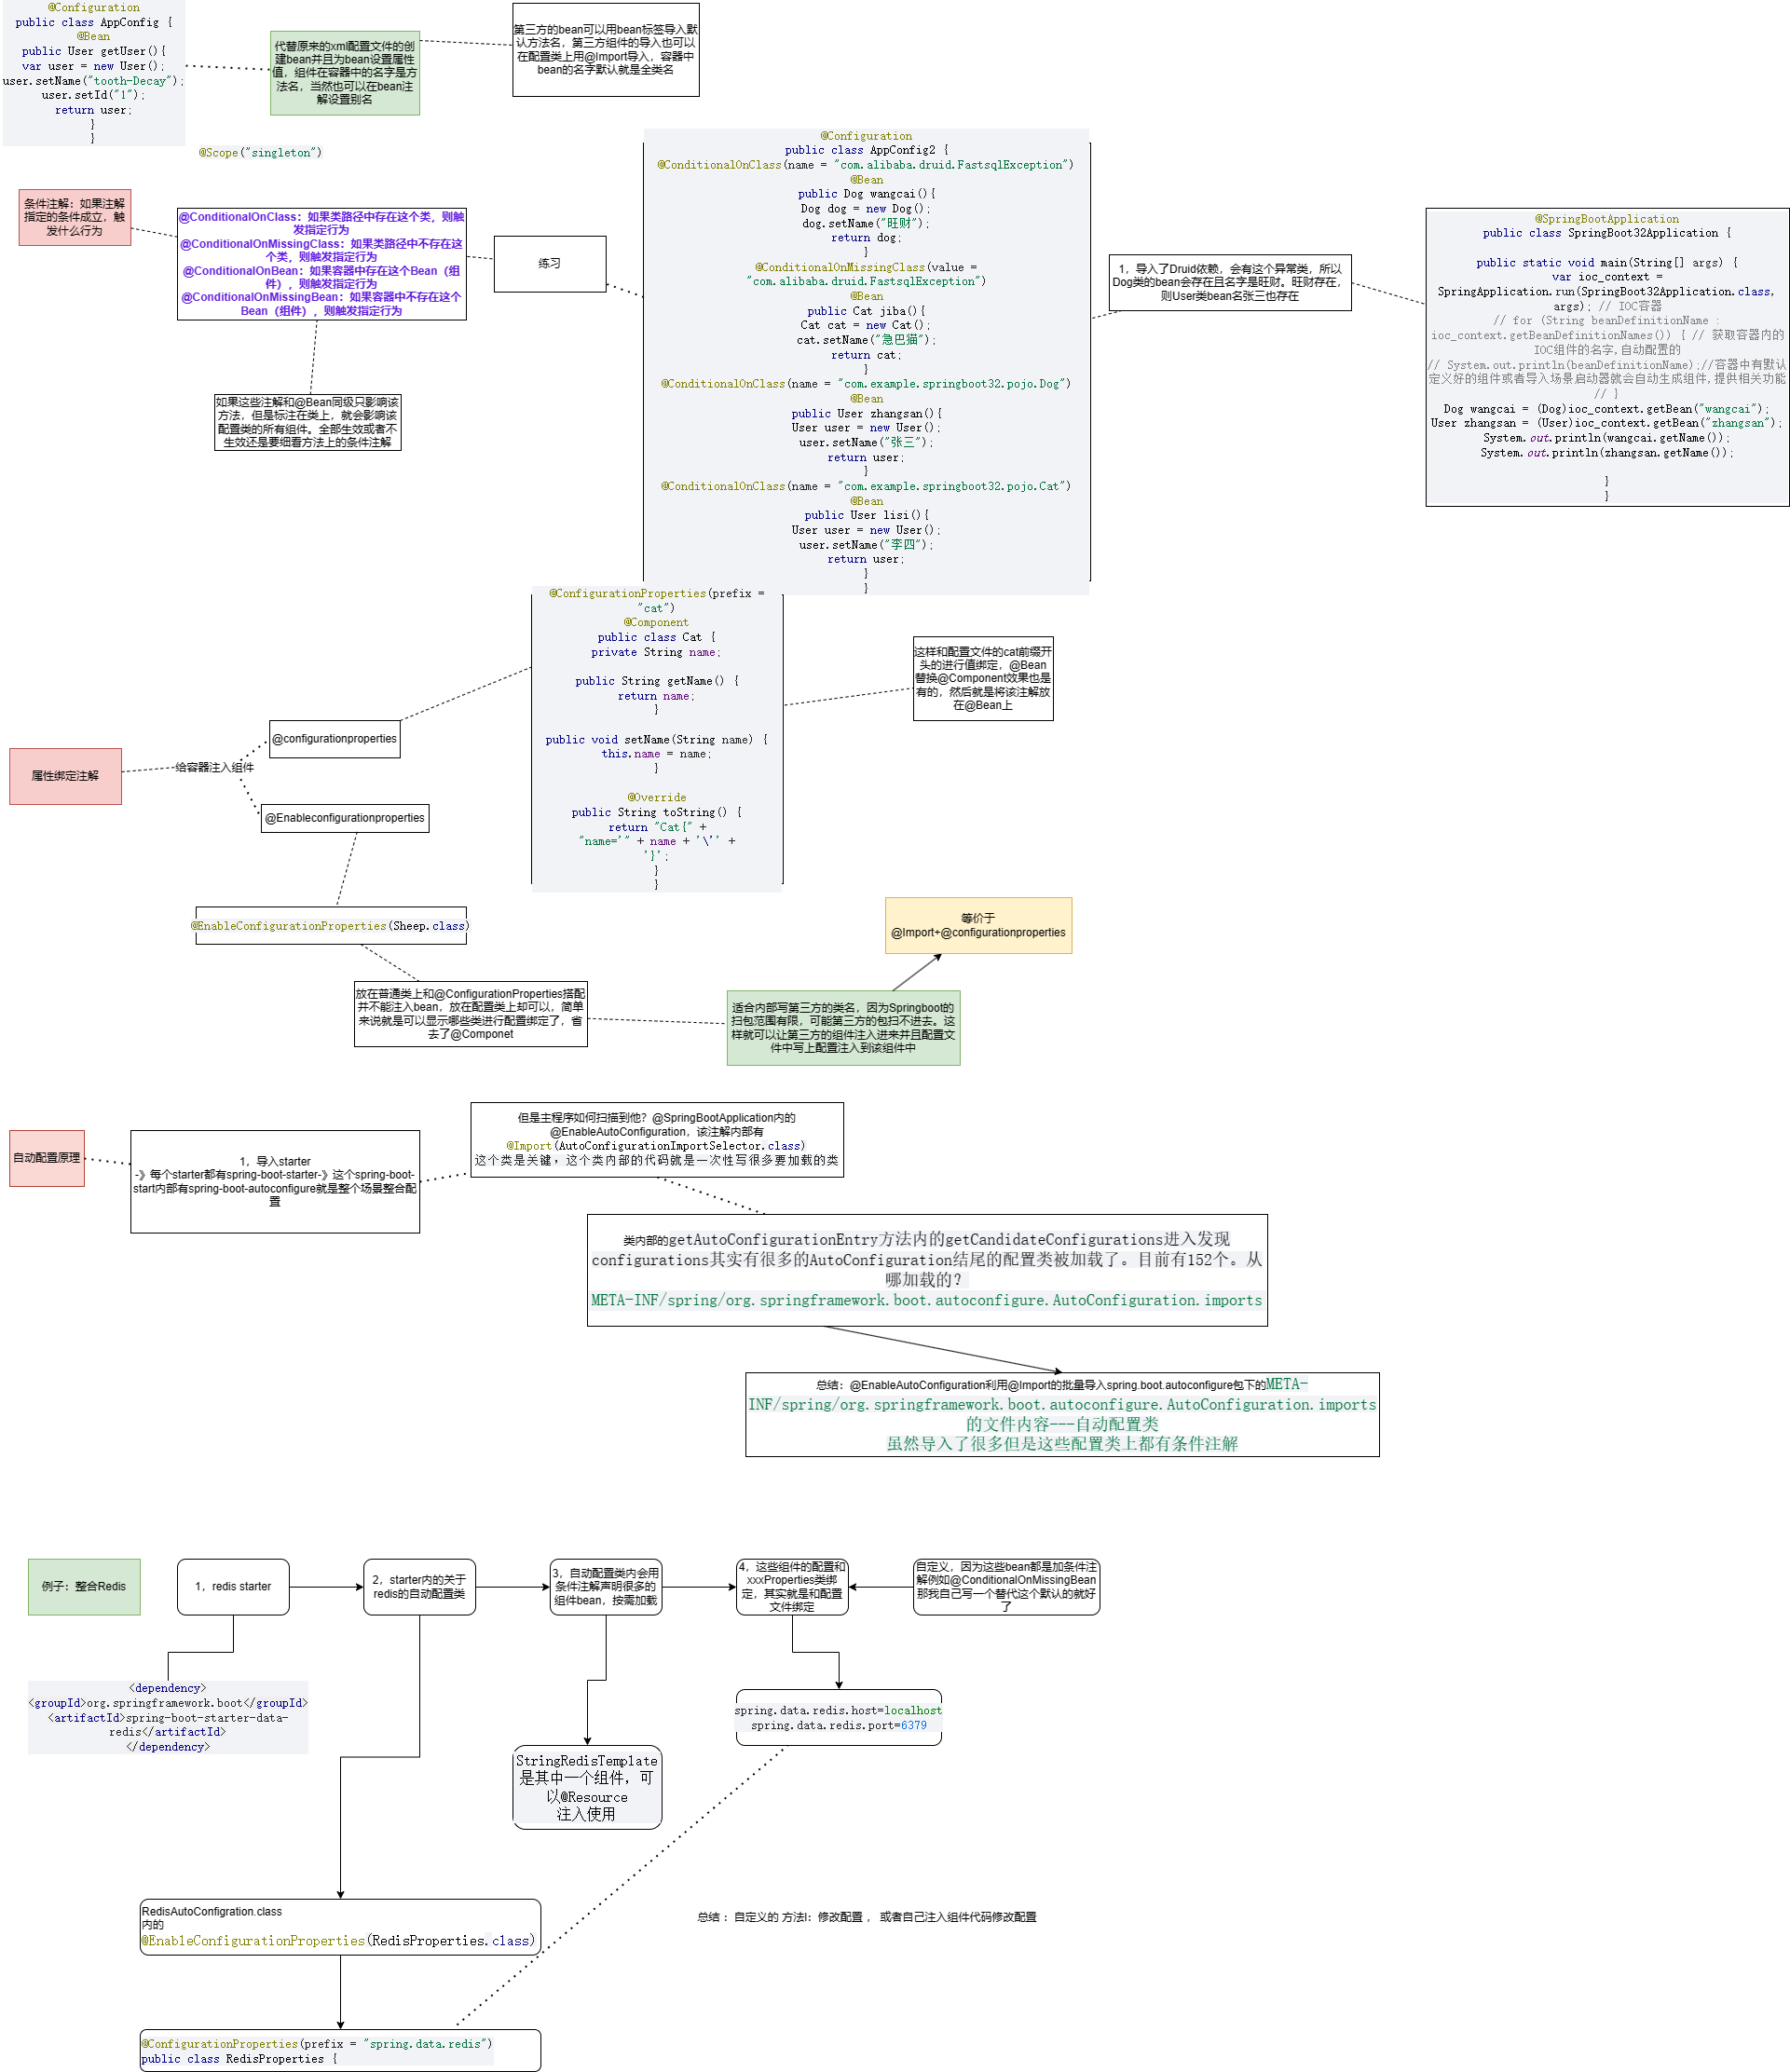 @Configuration
public class AppConfig {
@Bean
public User getUser(){
var user = new User();
user.setName("tooth-Decay");
user.setId("1");
return user;
}
}
代替原来的xml配置文件的创
建bean并且为bean设置属性
值，组件在容器中的名字是方
法名，当然也可以在bean注
解设置别名
第三方的bean可以用bean标签导入默
认方法名，第三方组件的导入也可以
在配置类上用@Import导入，容器中
bean的名字默认就是全类名
@Scope("singleton")
条件注解：如果注解
指定的条件成立，触
发什么行为
@ConditionalOnClass：如果类路径中存在这个类，则触
发指定行为
@ConditionalOnMissingClass：如果类路径中不存在这
个类，则触发指定行为
@ConditionalOnBean：如果容器中存在这个Bean（组
件），则触发指定行为
@ConditionalOnMissingBean：如果容器中不存在这个
Bean（组件），则触发指定行为
练习
如果这些注解和@Bean同级只影响该
方法，但是标注在类上，就会影响该
配置类的所有组件。全部生效或者不
生效还是要细看方法上的条件注解
@Configuration
public class AppConfig2 {
@ConditionalOnClass(name = "com.alibaba.druid.FastsqlException")
@Bean
public Dog wangcai(){
Dog dog = new Dog();
dog.setName("旺财");
return dog;
}
@ConditionalOnMissingClass(value =
"com.alibaba.druid.FastsqlException")
@Bean
public Cat jiba(){
Cat cat = new Cat();
cat.setName("急巴猫");
return cat;
}
@ConditionalOnClass(name = "com.example.springboot32.pojo.Dog")
@Bean
public User zhangsan(){
User user = new User();
user.setName("张三");
return user;
}
@ConditionalOnClass(name = "com.example.springboot32.pojo.Cat")
@Bean
public User lisi(){
User user = new User();
user.setName("李四");
return user;
}
}
1，导入了Druid依赖，会有这个异常类，所以
Dog类的bean会存在且名字是旺财。旺财存在，
则User类bean名张三也存在
@SpringBootApplication
public class SpringBoot32Application {
public static void main(String[] args) {
var ioc_context =
SpringApplication.run(SpringBoot32Application.class,
args); // IOC容器
// for (String beanDefinitionName :
ioc_context.getBeanDefinitionNames()) { // 获取容器内的
IOC组件的名字,自动配置的
// System.out.println(beanDefinitionName);//容器中有默认
定义好的组件或者导入场景启动器就会自动生成组件,提供相关功能
// }
Dog wangcai = (Dog)ioc_context.getBean("wangcai");
User zhangsan = (User)ioc_context.getBean("zhangsan");
System.out.println(wangcai.getName());
System.out.println(zhangsan.getName());
}
}
@ConfigurationProperties(prefix =
"cat")
@Component
public class Cat {
private String name;
public String getName() {
return name;
}
public void setName(String name) {
this.name = name;
}
@Override
public String toString() {
return "Cat{" +
"name='" + name + '\'' +
'}';
}
}
这样和配置文件的cat前缀开
头的进行值绑定，@Bean
替换@Component效果也是
有的，然后就是将该注解放
在@Bean上
属性绑定注解
给容器注入组件
@configurationproperties
@Enableconfigurationproperties
@EnableConfigurationProperties(Sheep.class)
放在普通类上和@ConfigurationProperties搭配
并不能注入bean，放在配置类上却可以，简单
来说就是可以显示哪些类进行配置绑定了，省
去了@Componet
适合内部写第三方的类名，因为Springboot的
扫包范围有限，可能第三方的包扫不进去。这
样就可以让第三方的组件注入进来并且配置文
件中写上配置注入到该组件中
等价于
@Import+@configurationproperties
自动配置原理
1，导入starter
-》每个starter都有spring-boot-starter-》这个spring-boot-
start内部有spring-boot-autoconfigure就是整个场景整合配
置
但是主程序如何扫描到他？@SpringBootApplication内的
@EnableAutoConfiguration，该注解内部有
@Import(AutoConfigurationImportSelector.class)
这个类是关键，这个类内部的代码就是一次性写很多要加载的类
类内部的getAutoConfigurationEntry方法内的getCandidateConfigurations进入发现
configurations其实有很多的AutoConfiguration结尾的配置类被加载了。目前有152个。从
哪加载的？
META-INF/spring/org.springframework.boot.autoconfigure.AutoConfiguration.imports
总结：@EnableAutoConfiguration利用@Import的批量导入spring.boot.autoconfigure包下的META-
INF/spring/org.springframework.boot.autoconfigure.AutoConfiguration.imports
的文件内容---自动配置类
虽然导入了很多但是这些配置类上都有条件注解
例子：整合Redis
1，redis starter
2，starter内的关于
redis的自动配置类
3，自动配置类内会用
条件注解声明很多的
组件bean，按需加载
4，这些组件的配置和
xxxProperties类绑
定，其实就是和配置
文件绑定
自定义，因为这些bean都是加条件注
解例如@ConditionalOnMissingBean
那我自己写一个替代这个默认的就好
了
<dependency>
<groupId>org.springframework.boot</groupId>
<artifactId>spring-boot-starter-data-
redis</artifactId>
</dependency>
spring.data.redis.host=localhost
spring.data.redis.port=6379
StringRedisTemplate
是其中一个组件，可
以@Resource
注入使用
RedisAutoConfigration.class
内的
@EnableConfigurationProperties(RedisProperties.class)
总结 ：自定义的 方法l：修改配置 ， 或者自己注入组件代码修改配置
@ConfigurationProperties(prefix = "spring.data.redis")
public class RedisProperties {